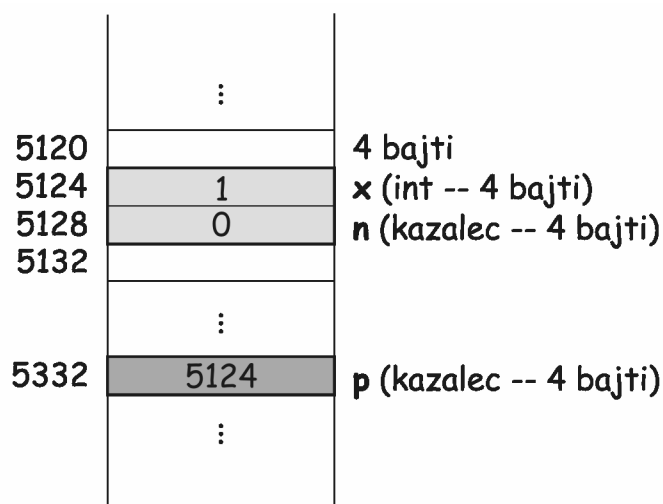 ⋮
5120 4 bajti
5124 1 x (int -- 4 bajti)
5128 0 n (kazalec -- 4 bajti)
5132
⋮
5332 5124 p (kazalec -- 4 bajti)
⋮